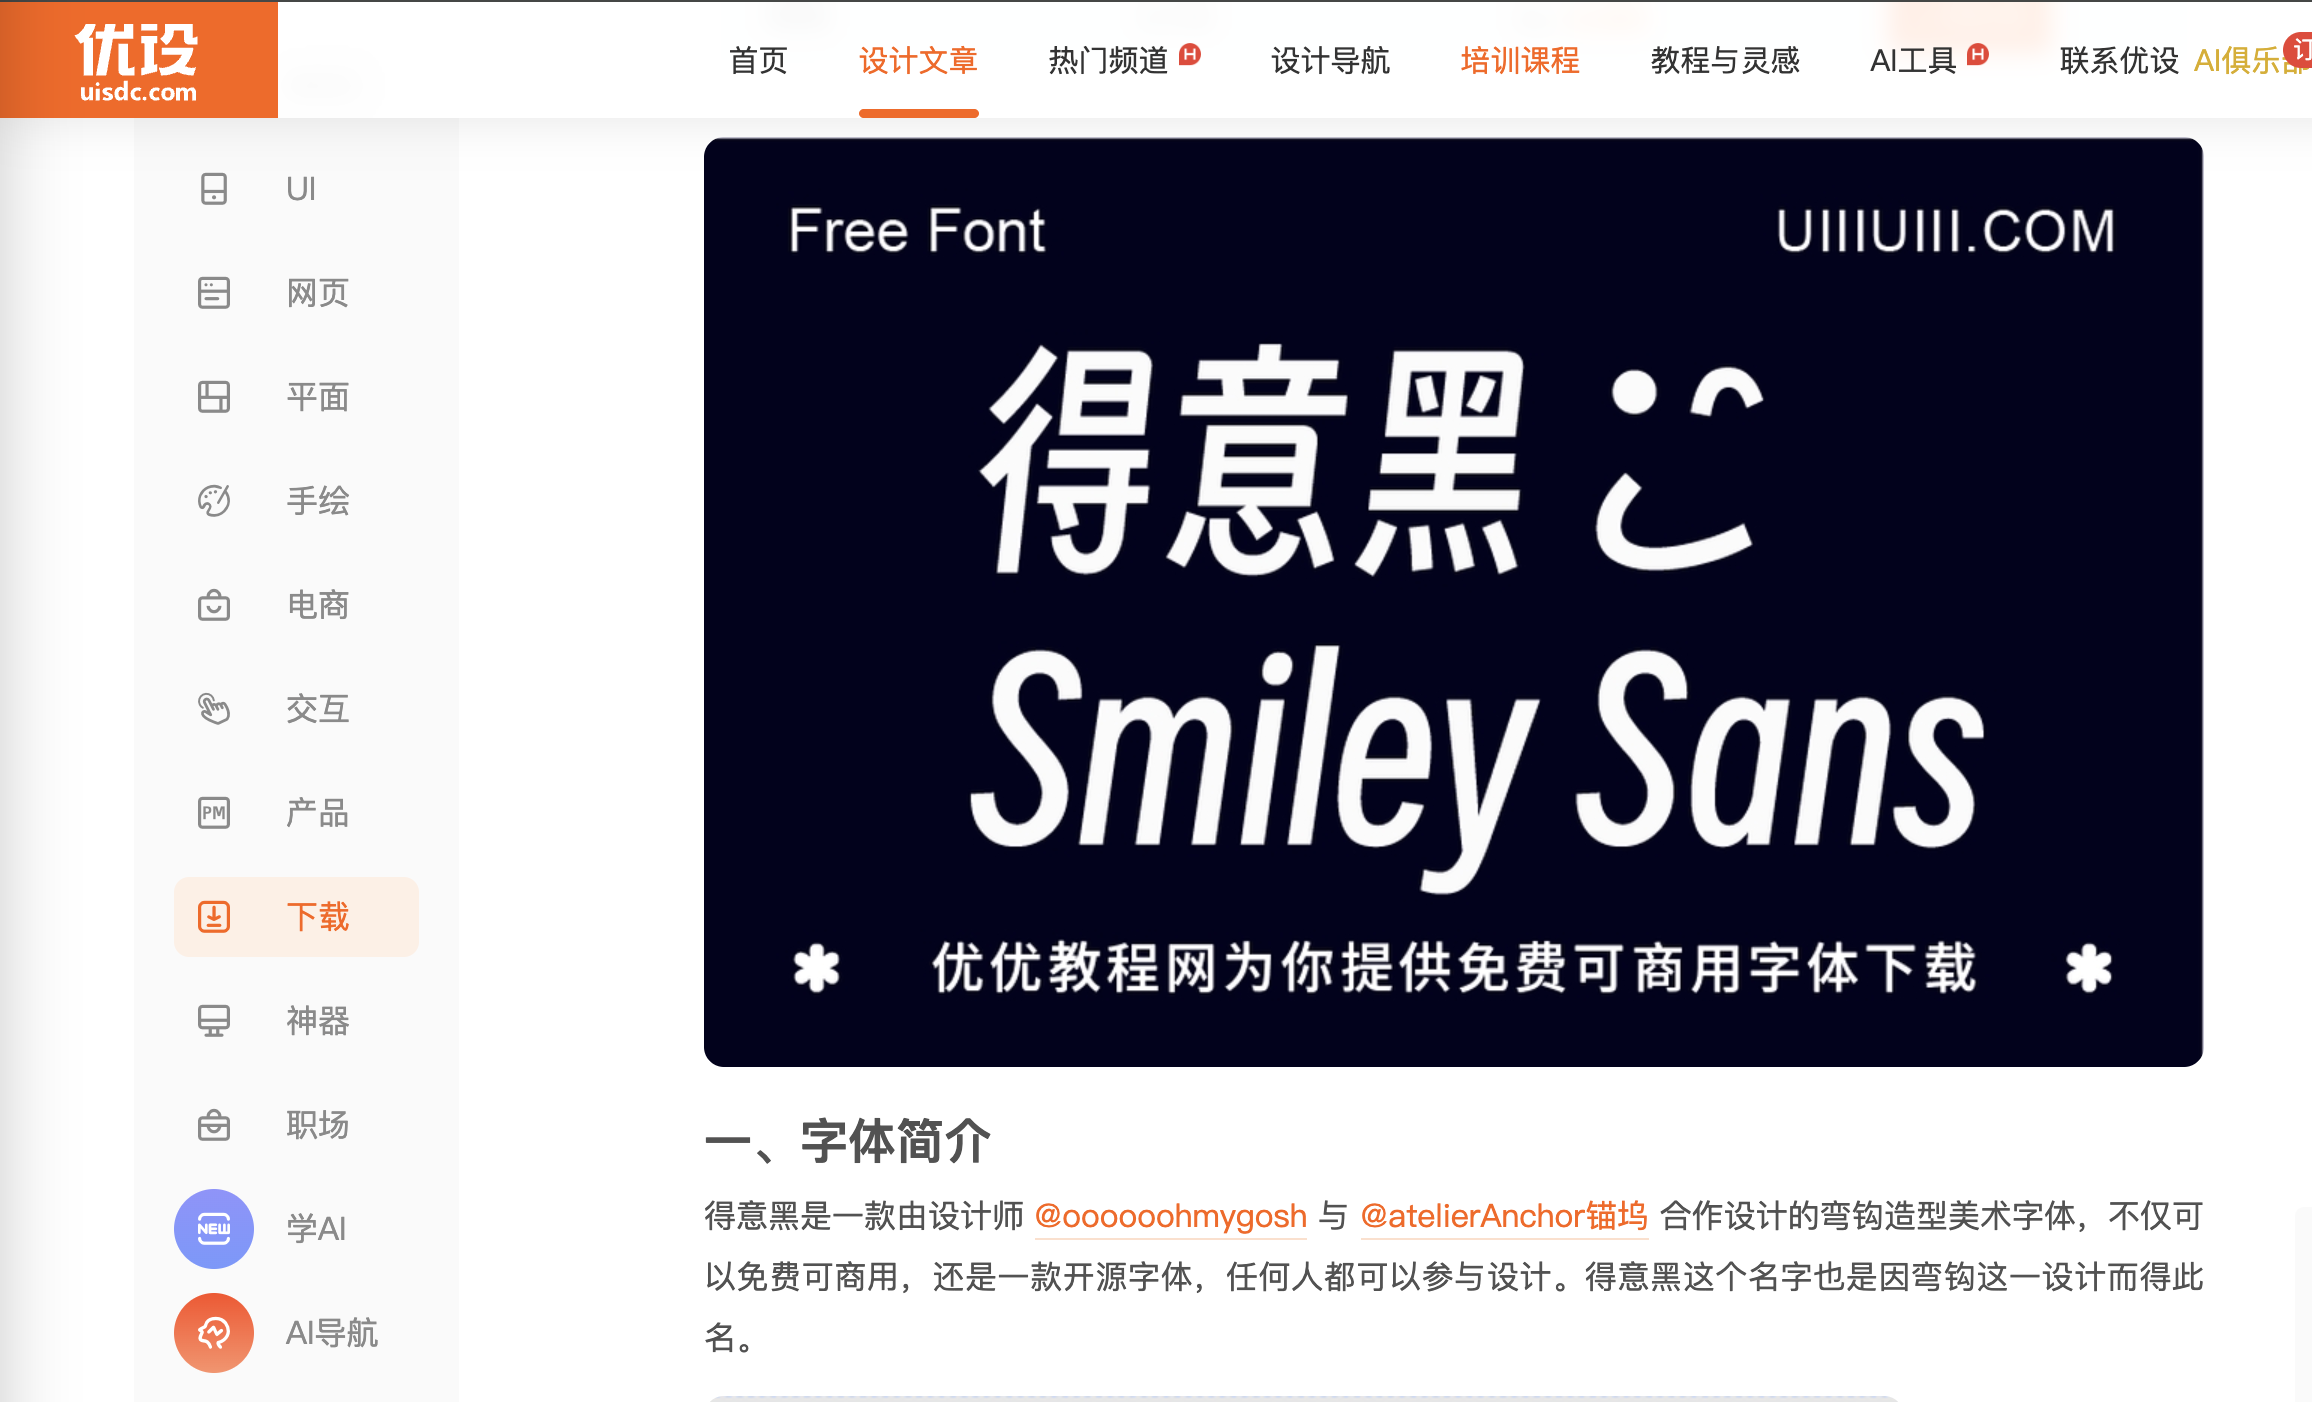 优设
uisdc.com
首页 设计文章 热门频道 H 设计导航 培训课程 教程与灵感 AI工具 H 联系优设 AI俱乐部 订
UI
网页
平面
手绘
电商
交互
PM 产品
下载
神器
职场
NEW 学AI
AI导航
Free Font UIIIUIII.COM
得意黑
Smiley Sans
✱ 优优教程网为你提供免费可商用字体下载 ✱
一、字体简介
得意黑是一款由设计师 @oooooohmygosh 与 @atelierAnchor锚坞 合作设计的弯钩造型美术字体，不仅可
以免费可商用，还是一款开源字体，任何人都可以参与设计。得意黑这个名字也是因弯钩这一设计而得此
名。